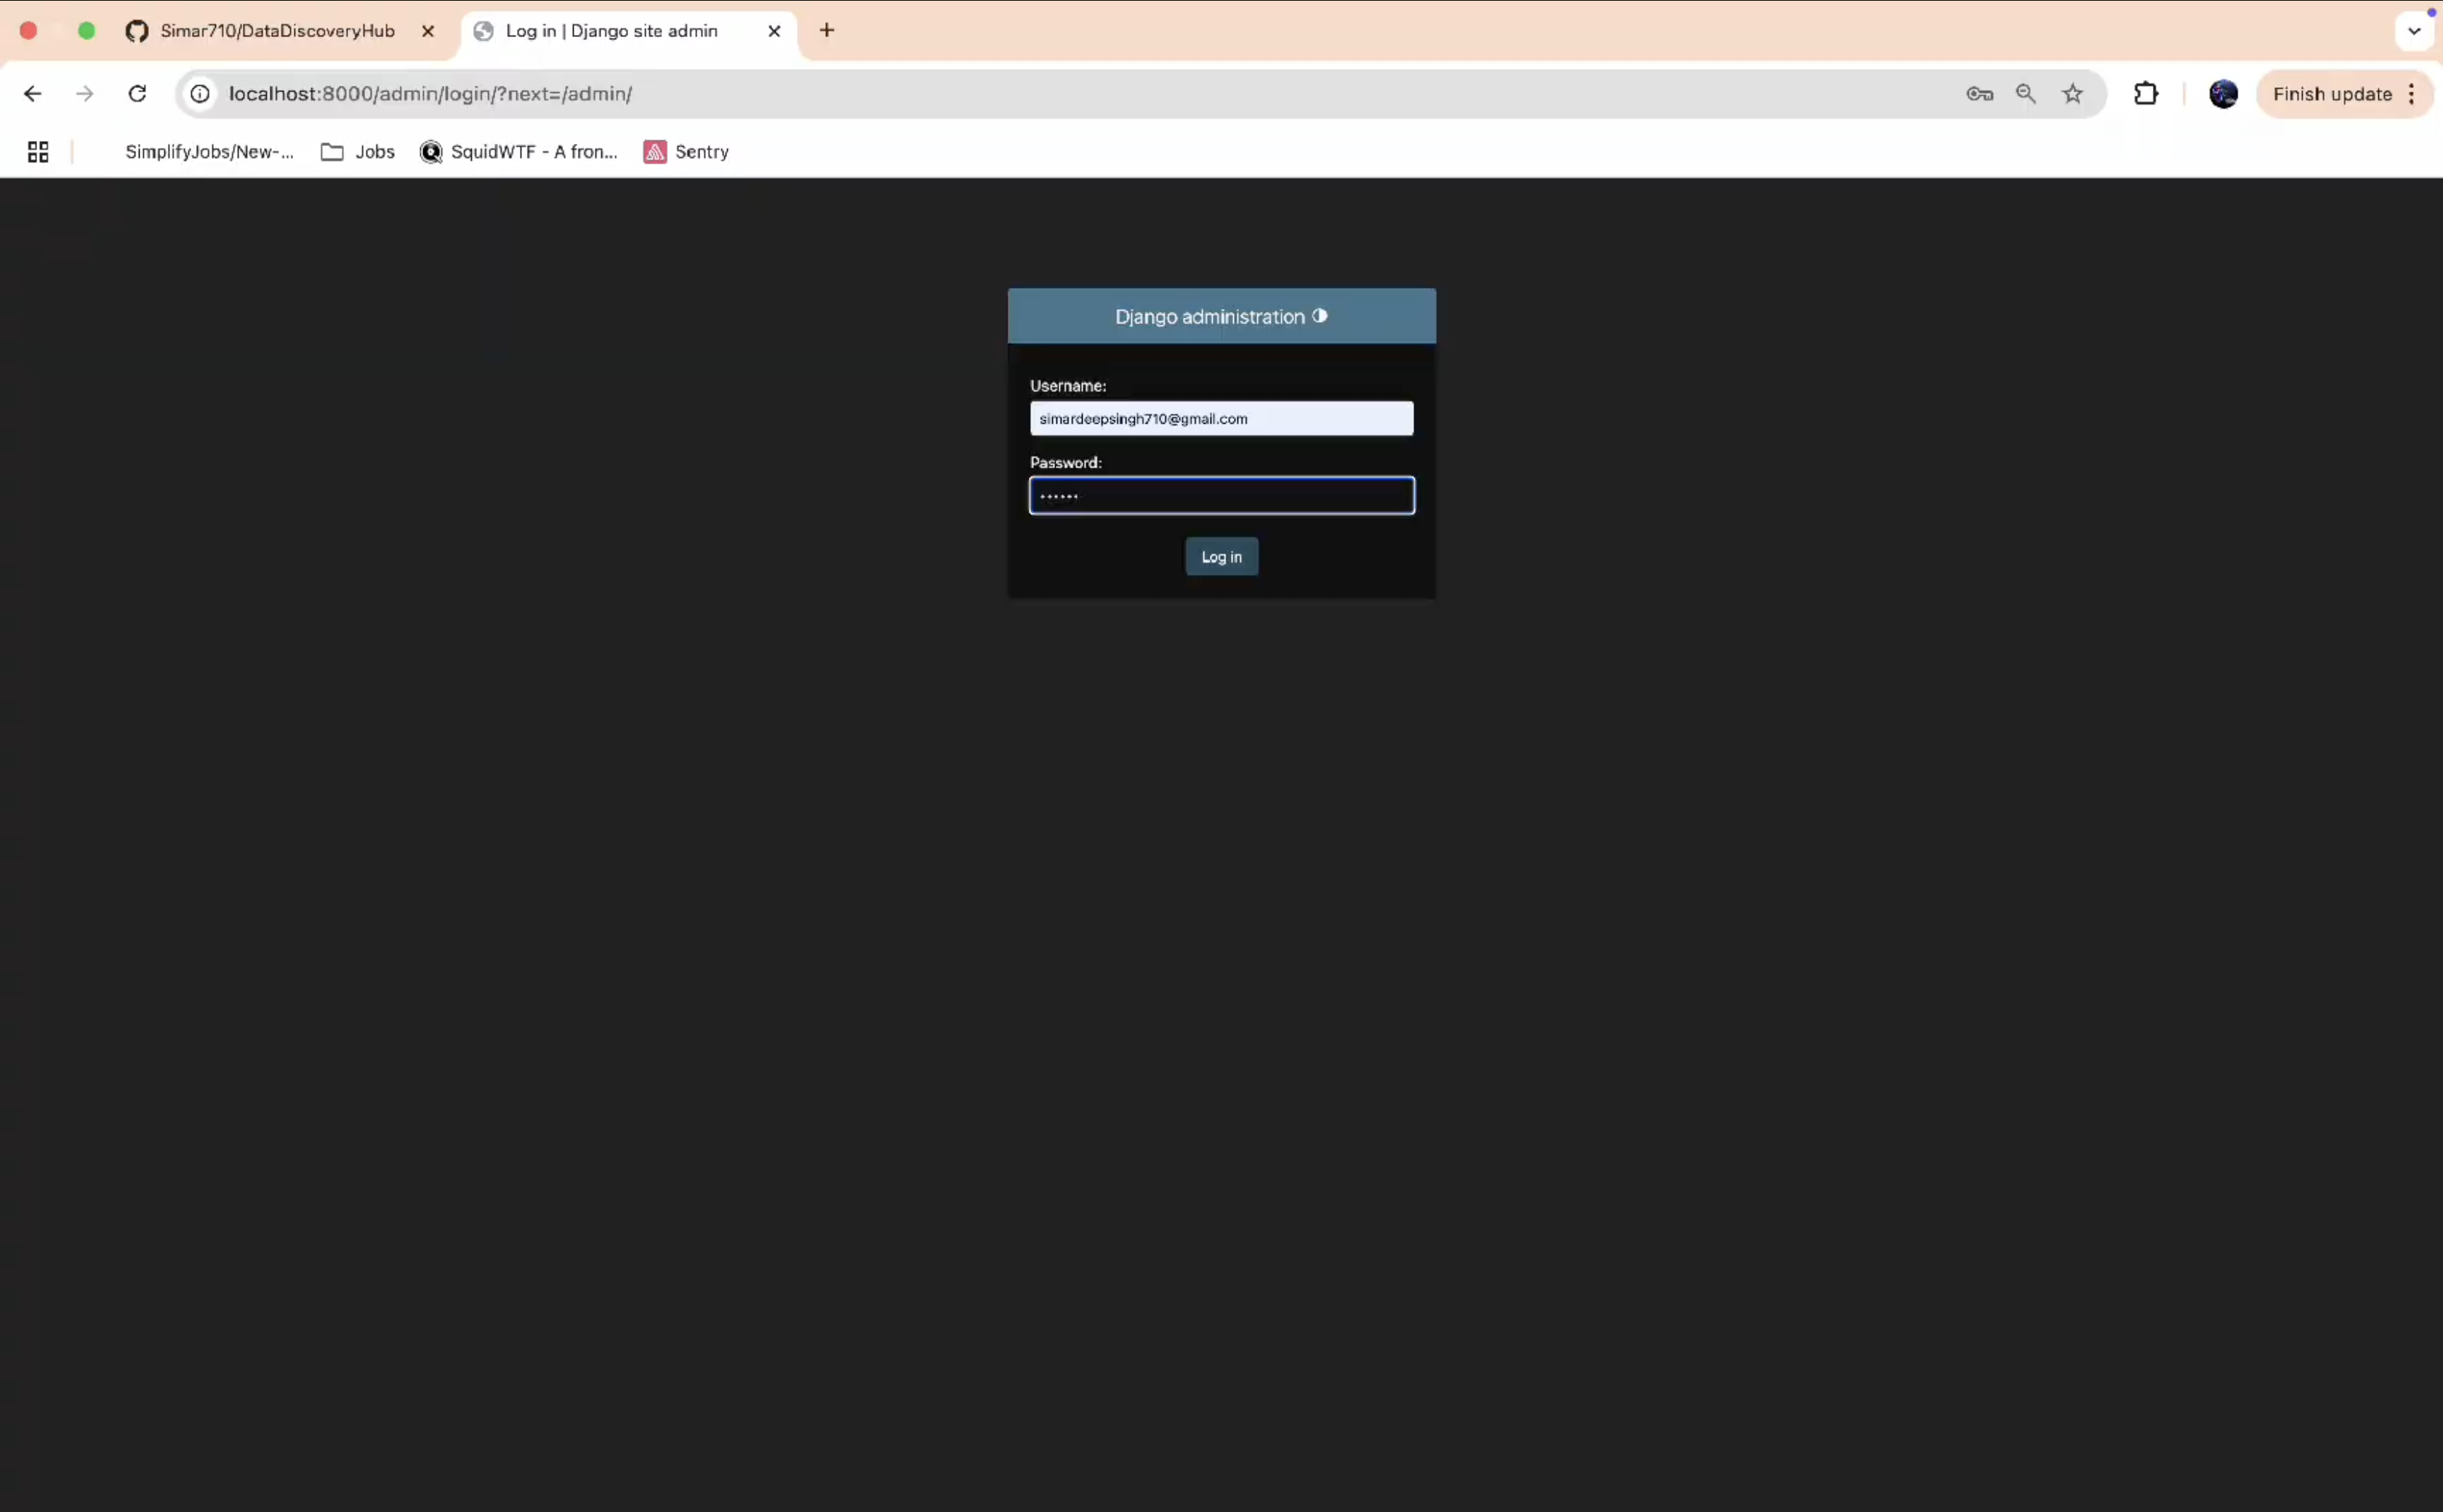 Simar710/DataDiscoveryHub
Log in | Django site admin
localhost:8000/admin/login/?next=/admin/
Finish update
SimplifyJobs/New-...
Jobs
SquidWTF - A fron...
Sentry
Django administration
Username:
simardeepsingh710@gmail.com
Password:
••••••
Log in